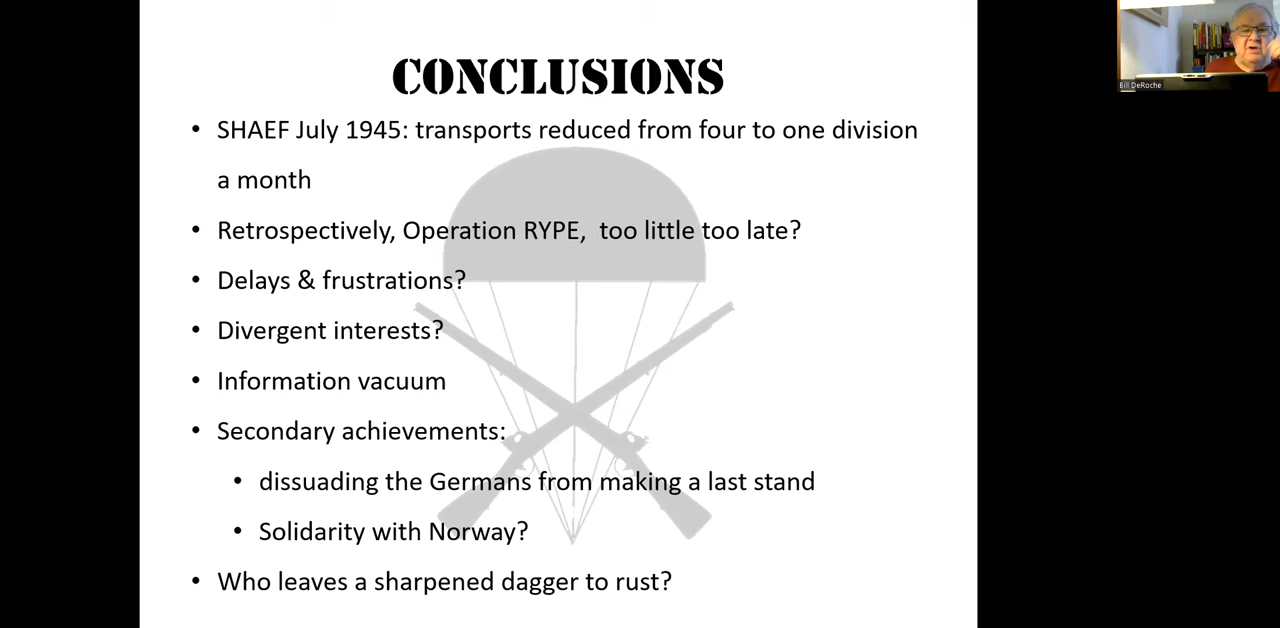 CONCLUSIONS
• SHAEF July 1945: transports reduced from four to one division
a month
• Retrospectively, Operation RYPE,  too little too late?
• Delays & frustrations?
• Divergent interests?
• Information vacuum
• Secondary achievements:
• dissuading the Germans from making a last stand
• Solidarity with Norway?
• Who leaves a sharpened dagger to rust?
Bill DeRoche